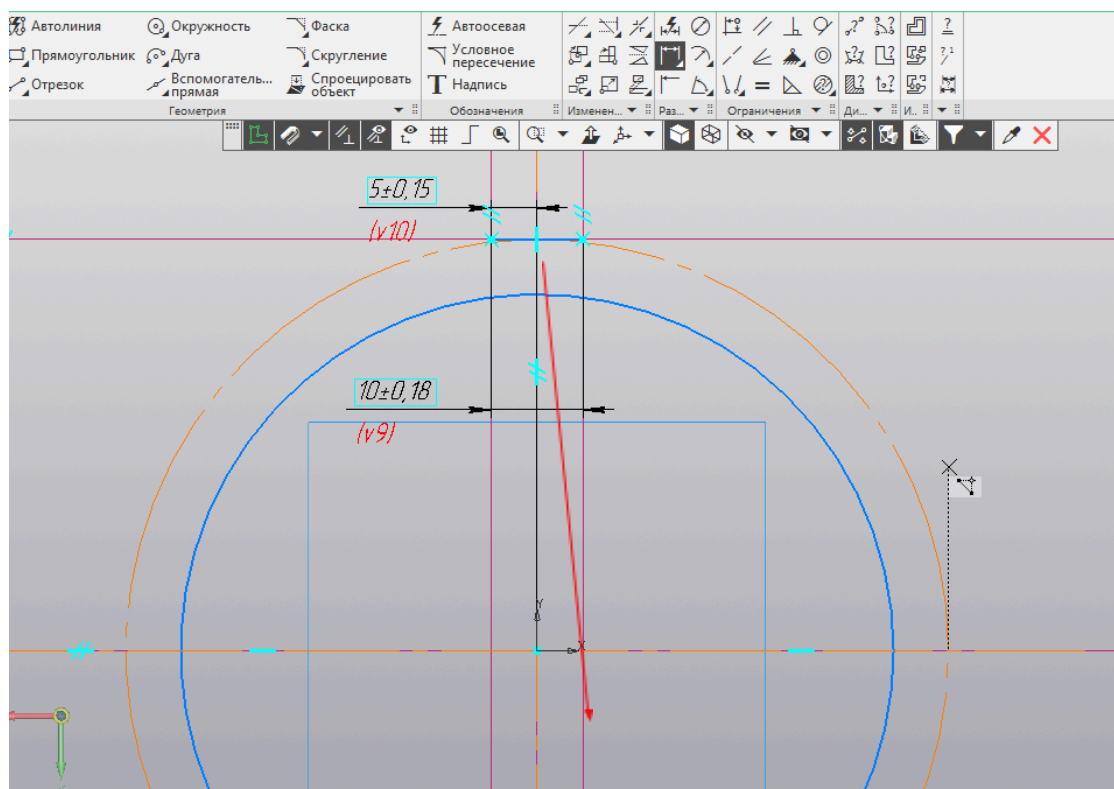 Автолиния
Окружность
Фаска
Автоосевая
Прямоугольник
Дуга
Скругление
Условное
пересечение
Отрезок
Вспомогатель...
прямая
Спроецировать
объект
Надпись
Геометрия
Обозначения
Изменен...
Раз...
Ограничения
Ди...
И..
5±0,15
(v10)
10±0,18
(v9)
Y
X